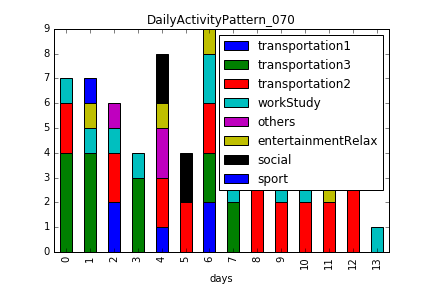 DailyActivityPattern_070
9
8
7
6
5
4
3
2
1
0
transportation1
transportation3
transportation2
workStudy
others
entertainmentRelax
social
sport
0 1 2 3 4 5 6 7 8 9 10 11 12 13
days